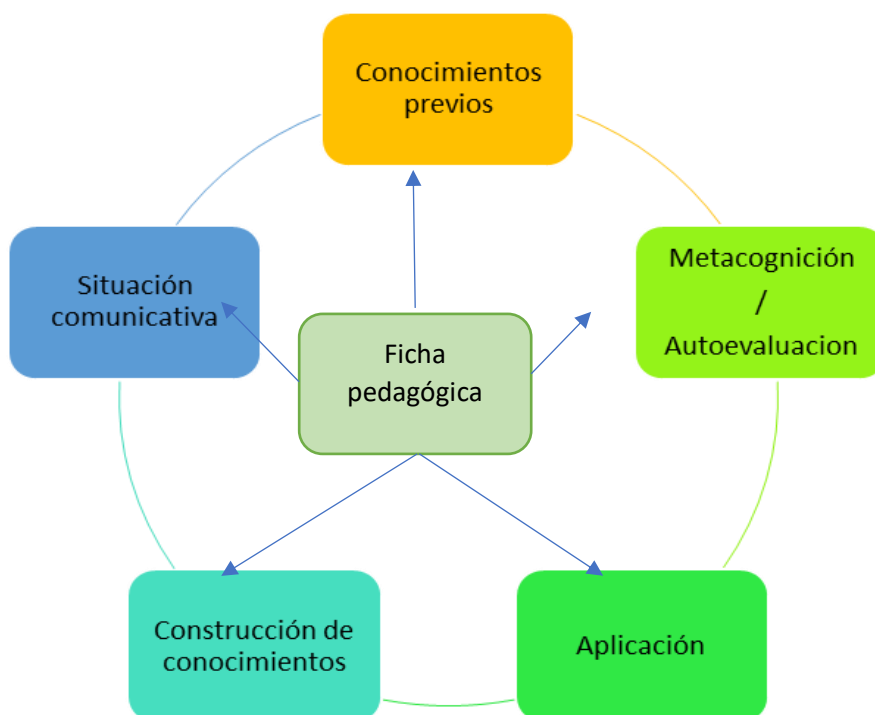 Conocimientos
previos
Situación
comunicativa
Metacognición
/
Autoevaluacion
Ficha
pedagógica
Construcción de
conocimientos
Aplicación